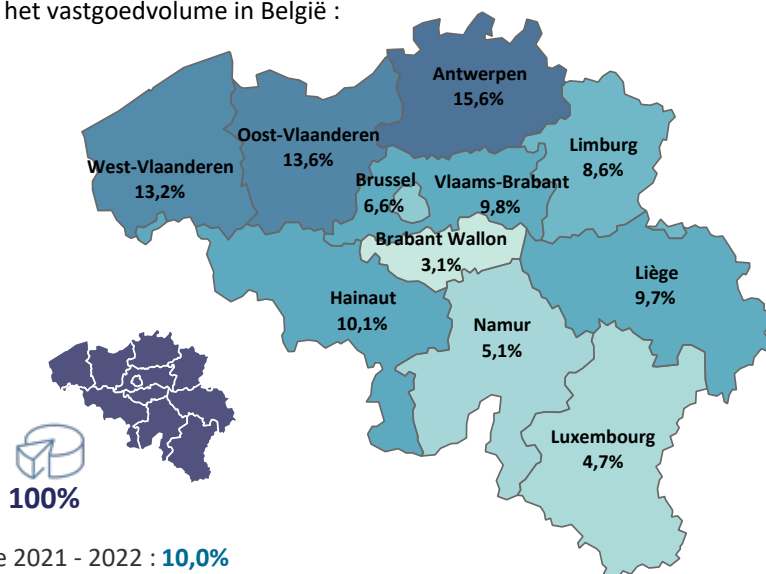 het vastgoedvolume in België :
Antwerpen
15,6%
Oost-Vlaanderen
13,6%
Limburg
8,6%
West-Vlaanderen
13,2%
Brussel
6,6%
Vlaams-Brabant
9,8%
Brabant Wallon
3,1%
Liège
9,7%
Hainaut
10,1%
Namur
5,1%
Luxembourg
4,7%
100%
e 2021 - 2022 : 10,0%